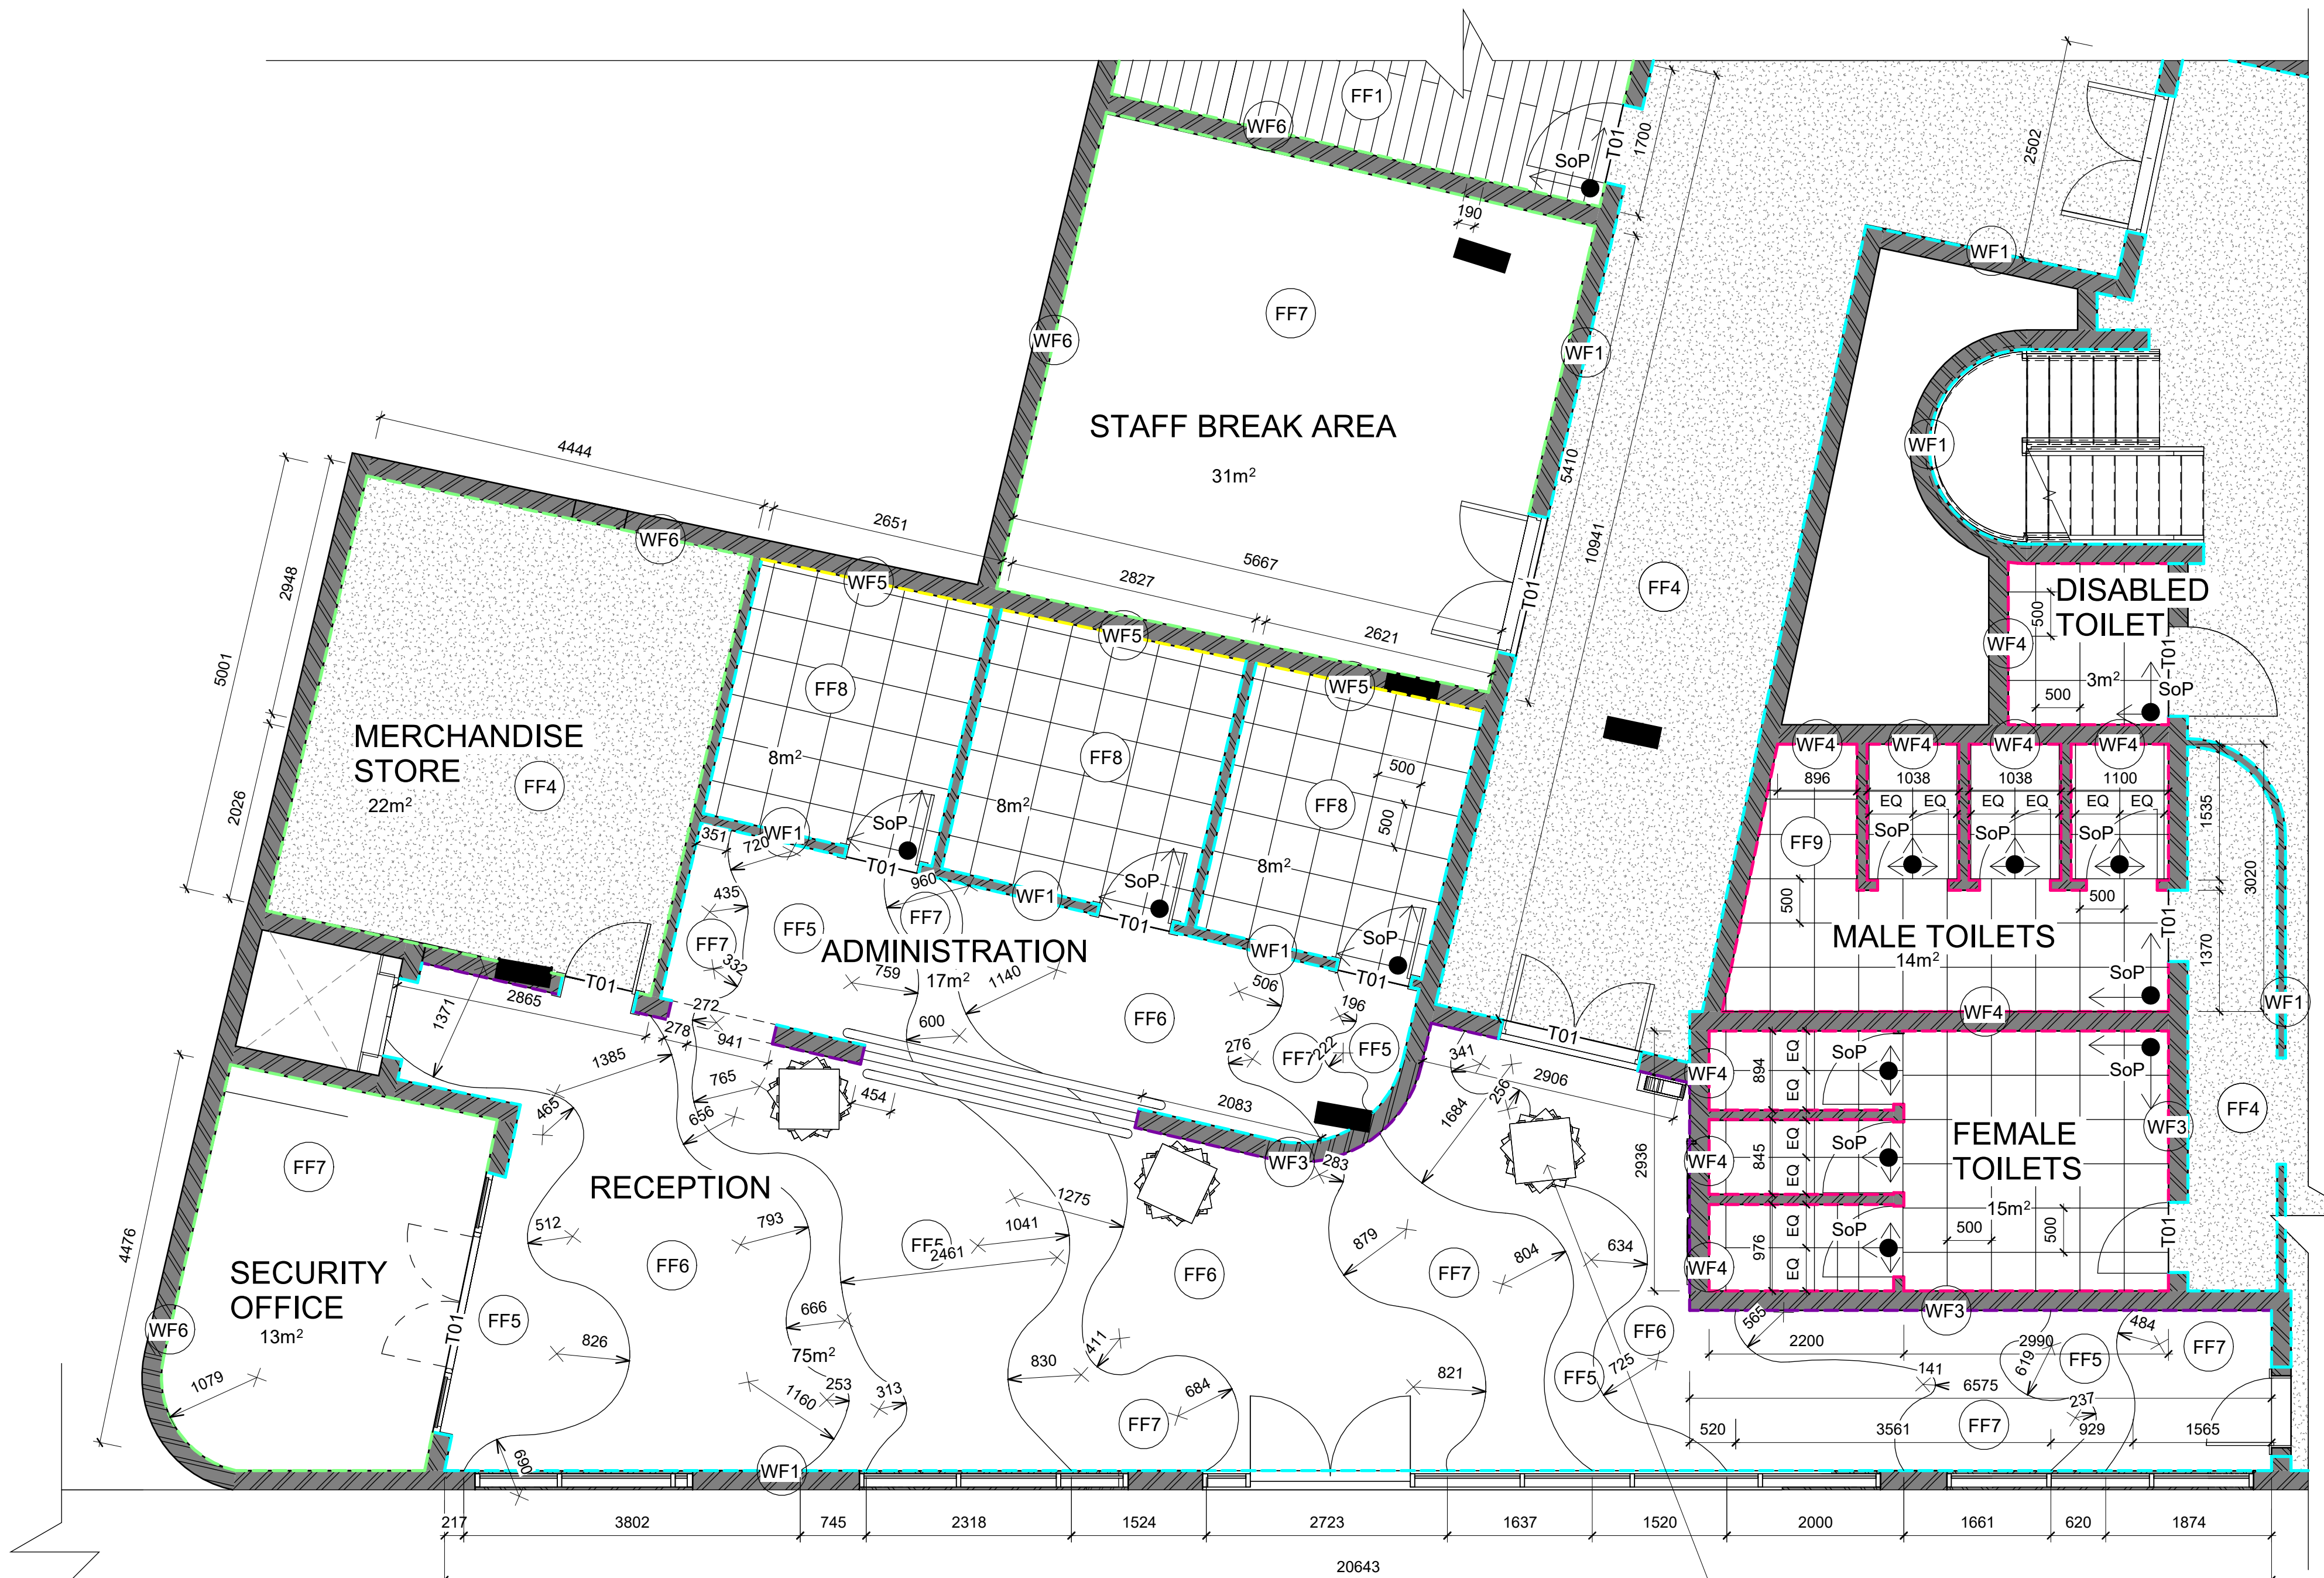 FF1
WF6
SoP
T01
1700
2502
190
WF1
FF7
WF6
WF1
STAFF BREAK AREA
31m²
5410
10941
WF1
4444
2651
5667
2827
2621
WF6
WF5
WF5
WF5
FF4
DISABLED
TOILET
500
WF4
3m²
500
T01
SoP
T01
2948
5001
2026
MERCHANDISE
STORE
22m²
FF4
FF8
8m²
FF8
8m²
FF8
8m²
500
500
WF4
WF4
WF4
WF4
896
1038
1038
1100
EQ
EQ
EQ
EQ
EQ
EQ
SoP
SoP
SoP
FF9
500
500
1535
3020
1370
T01
MALE TOILETS
14m²
SoP
WF4
WF1
351
720
WF1
SoP
T01
960
435
FF7
332
FF5
FF7
WF1
SoP
T01
WF1
SoP
T01
ADMINISTRATION
17m²
759
1140
506
196
FF6
600
276
FF7
222
FF5
T01
2865
1371
272
278
941
1385
765
656
454
465
2083
WF3
283
341
256
2906
1684
T01
2936
WF4
894
EQ
EQ
SoP
SoP
WF4
845
EQ
EQ
SoP
WF4
976
EQ
EQ
SoP
WF3
FF4
FEMALE
TOILETS
15m²
500
500
T01
WF3
FF7
RECEPTION
512
793
1275
1041
FF5
2461
FF6
FF6
879
FF7
804
634
4476
SECURITY
OFFICE
13m²
WF6
T01
FF5
826
666
75m²
1079
253
313
1160
830
411
684
FF7
821
FF6
FF5
725
565
2200
2990
484
FF7
FF5
619
141
6575
237
520
3561
FF7
929
1565
690
WF1
217
3802
745
2318
1524
2723
1637
1520
2000
1661
620
1874
20643